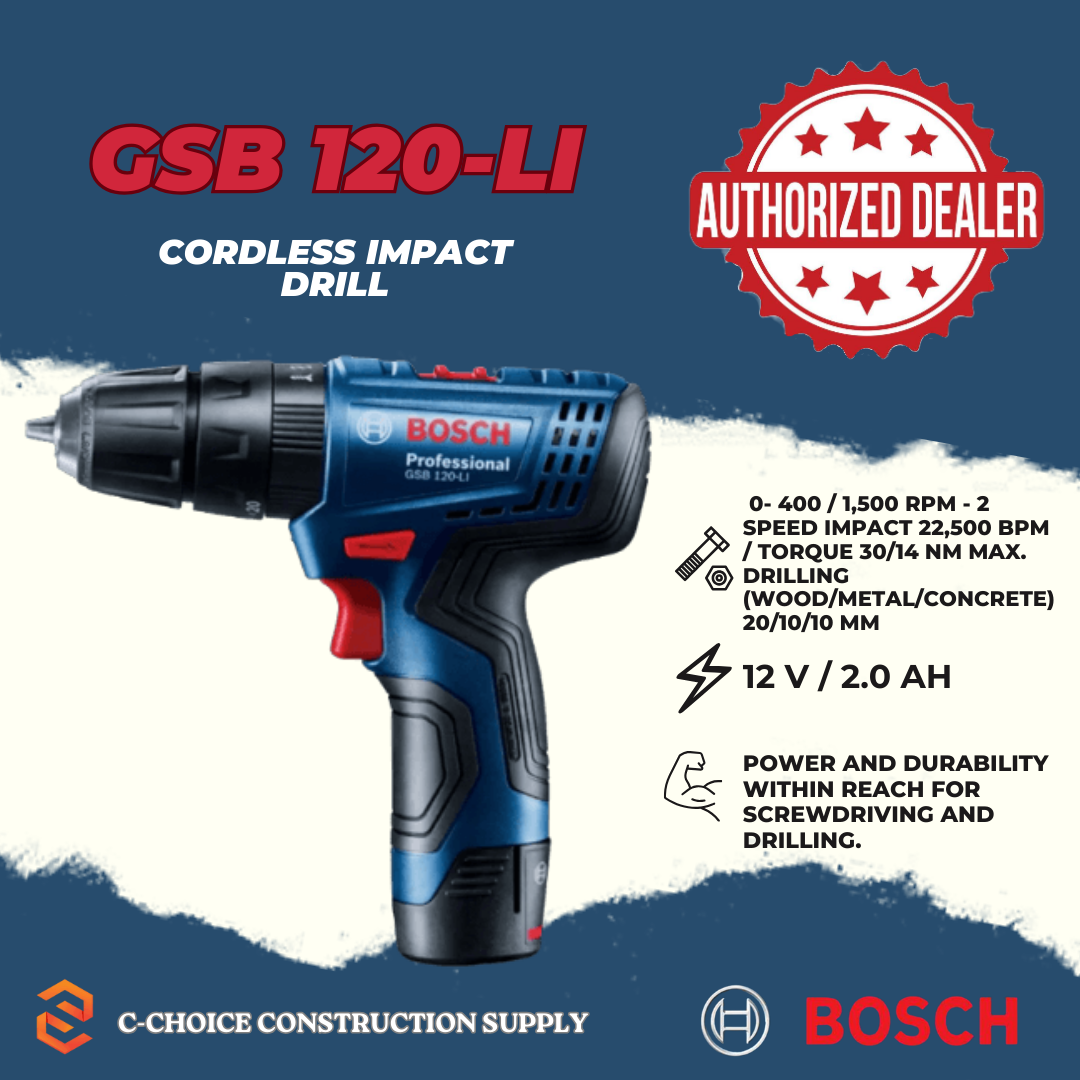 GSB 120-LI
CORDLESS IMPACT
DRILL
AUTHORIZED DEALER
BOSCH
Professional
GSB 120-LI
20
0- 400 / 1,500 RPM - 2
SPEED IMPACT 22,500 BPM
/ TORQUE 30/14 NM MAX.
DRILLING
(WOOD/METAL/CONCRETE)
20/10/10 MM
12 V / 2.0 AH
POWER AND DURABILITY
WITHIN REACH FOR
SCREWDRIVING AND
DRILLING.
C-CHOICE CONSTRUCTION SUPPLY
BOSCH